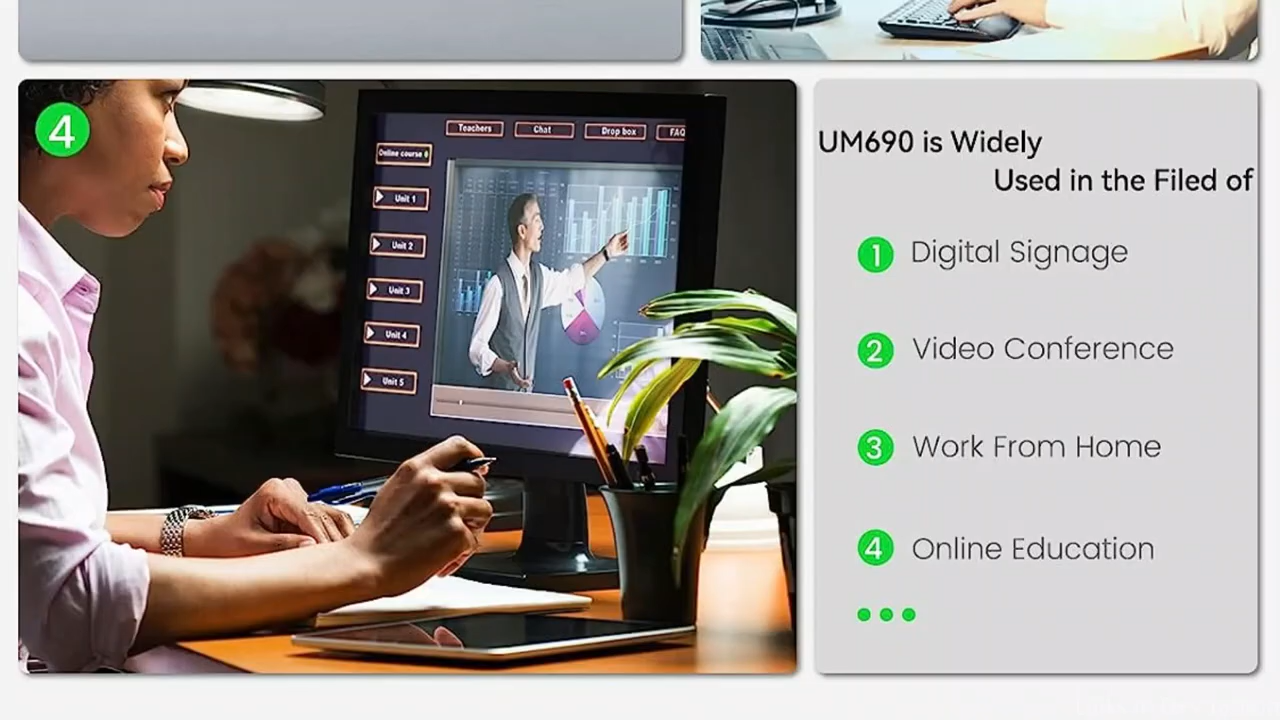 4
Teachers
Chat
Drop box
FAQ
Online course
Unit 1
Unit 2
Unit 3
Unit 4
Unit 5
UM690 is Widely
Used in the Filed of
1 Digital Signage
2 Video Conference
3 Work From Home
4 Online Education